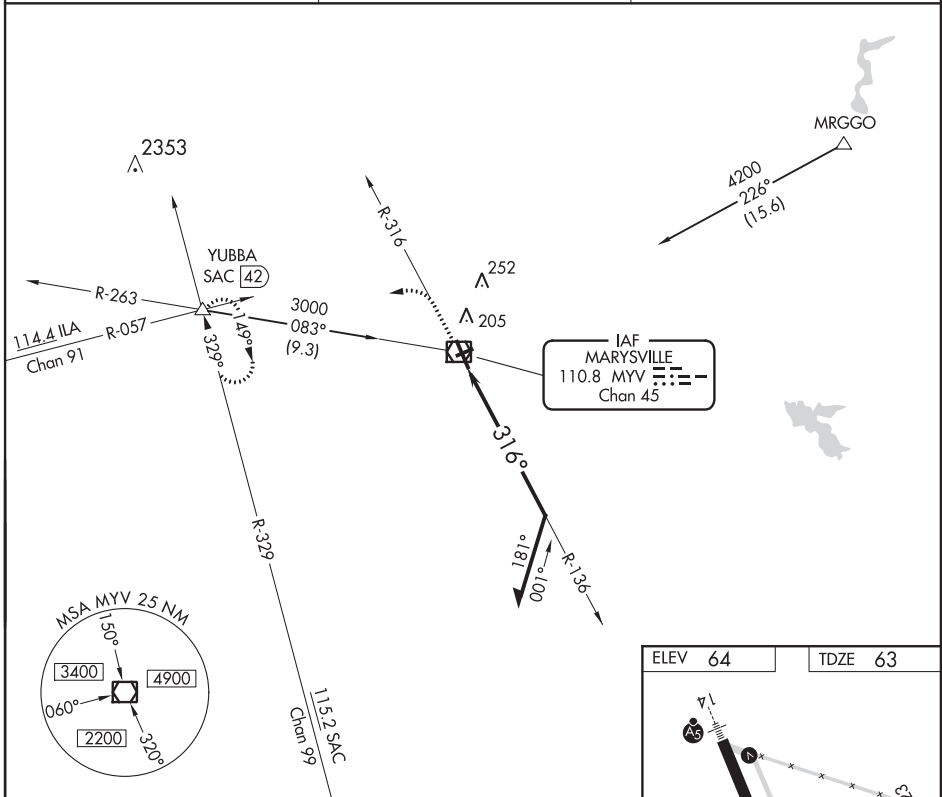 MRGGO
2353
4200
226°
(15.6)
R-316
YUBBA
SAC 42
252
R-263
3000
083°
(9.3)
205
114.4 ILA
R-057
Chan 91
149°
329°
IAF
MARYSVILLE
110.8 MYV
Chan 45
316°
R-329
181°
001°
R-136
MSA MYV 25 NM
150°
3400
4900
060°
2200
320°
115.2 SAC
Chan 99
ELEV 64
TDZE 63
14
A5
V
23